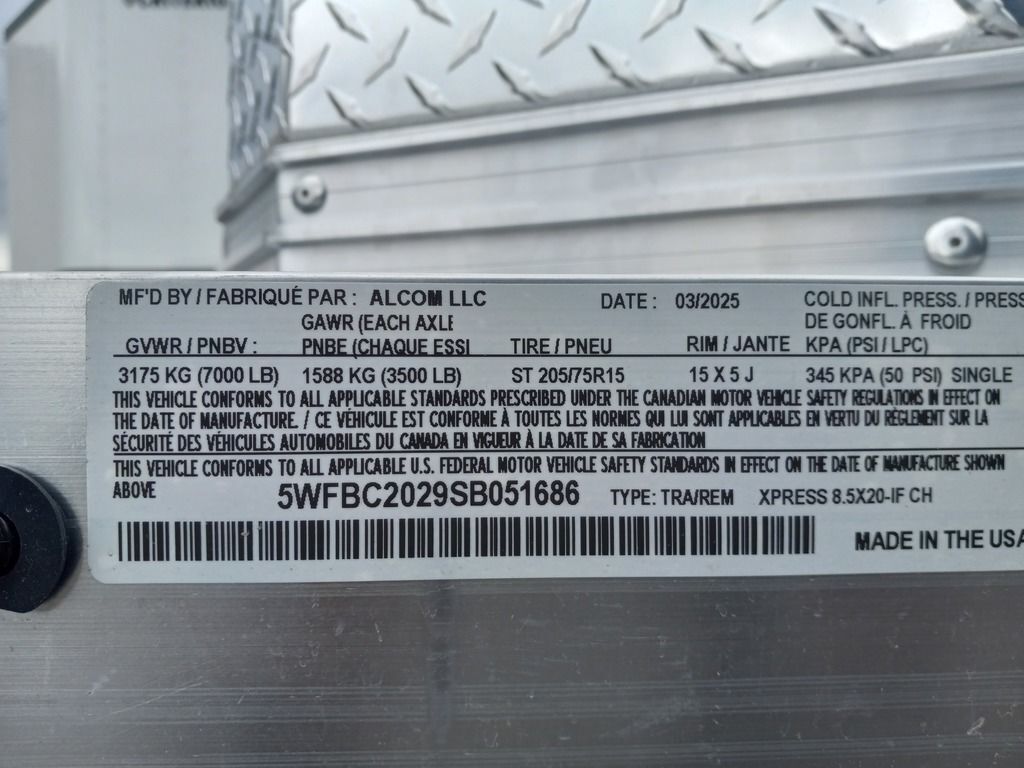 MF'D BY / FABRIQUÉ PAR : ALCOM LLC DATE : 03/2025 COLD INFL. PRESS. / PRESS
GAWR (EACH AXLE DE GONFL. À FROID
GVWR / PNBV : PNBE (CHAQUE ESSI TIRE / PNEU RIM / JANTE KPA (PSI / LPC)
3175 KG (7000 LB) 1588 KG (3500 LB) ST 205/75R15 15 X 5 J 345 KPA (50 PSI) SINGLE
THIS VEHICLE CONFORMS TO ALL APPLICABLE STANDARDS PRESCRIBED UNDER THE CANADIAN MOTOR VEHICLE SAFETY REGULATIONS IN EFFECT ON
THE DATE OF MANUFACTURE. / CE VÉHICULE EST CONFORME À TOUTES LES NORMES QUI LUI SONT APPLICABLES EN VERTU DU RÈGLEMENT SUR LA
SÉCURITÉ DES VÉHICULES AUTOMOBILES DU CANADA EN VIGUEUR À LA DATE DE SA FABRICATION
THIS VEHICLE CONFORMS TO ALL APPLICABLE U.S. FEDERAL MOTOR VEHICLE SAFETY STANDARDS IN EFFECT ON THE DATE OF MANUFACTURE SHOWN
ABOVE 5WFBC2029SB051686 TYPE: TRA/REM XPRESS 8.5X20-IF CH
MADE IN THE USA